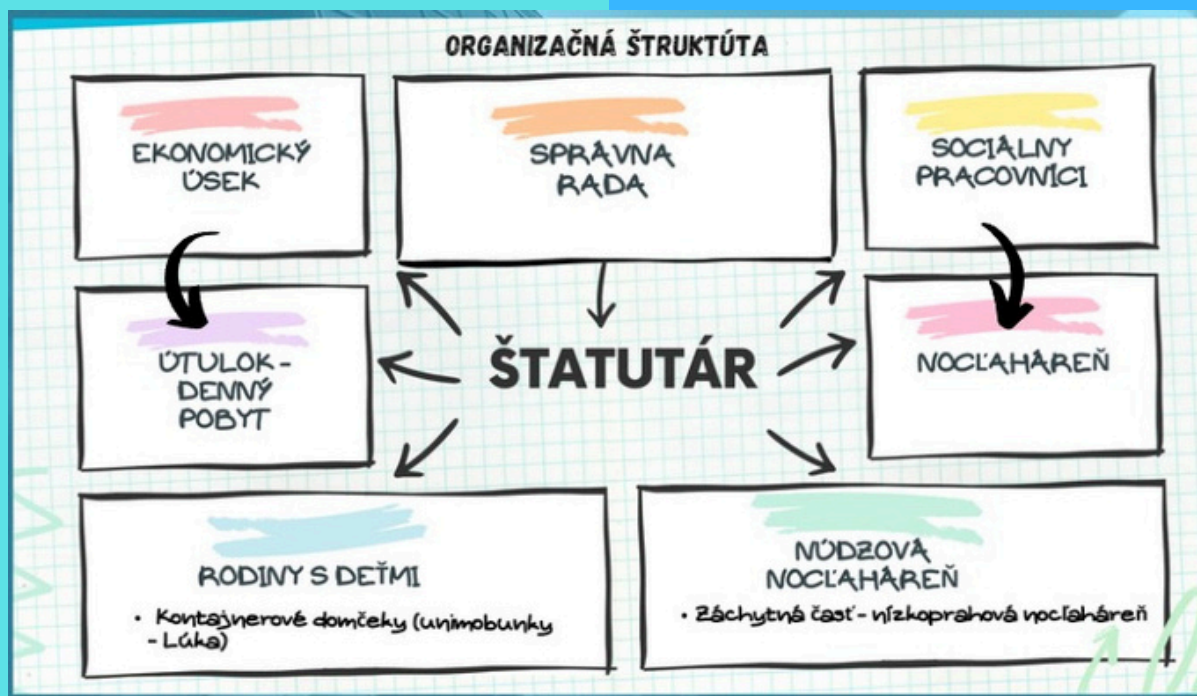 ORGANIZAČNÁ ŠTRUKTÚTA
EKONOMICKÝ
ÚSEK
SPRÁVNA
RADA
SOCIÁLNY
PRACOVNÍCI
ÚTULOK -
DENNÝ
POBYT
ŠTATUTÁR
NOCĽAHÁREŇ
RODINY S DEŤMI
• Kontajnerové domčeky (unimobunky
- Lúka)
NÚDZOVÁ
NOCĽAHÁREŇ
• Záchytná časť - nízkoprahová nocľaháreň